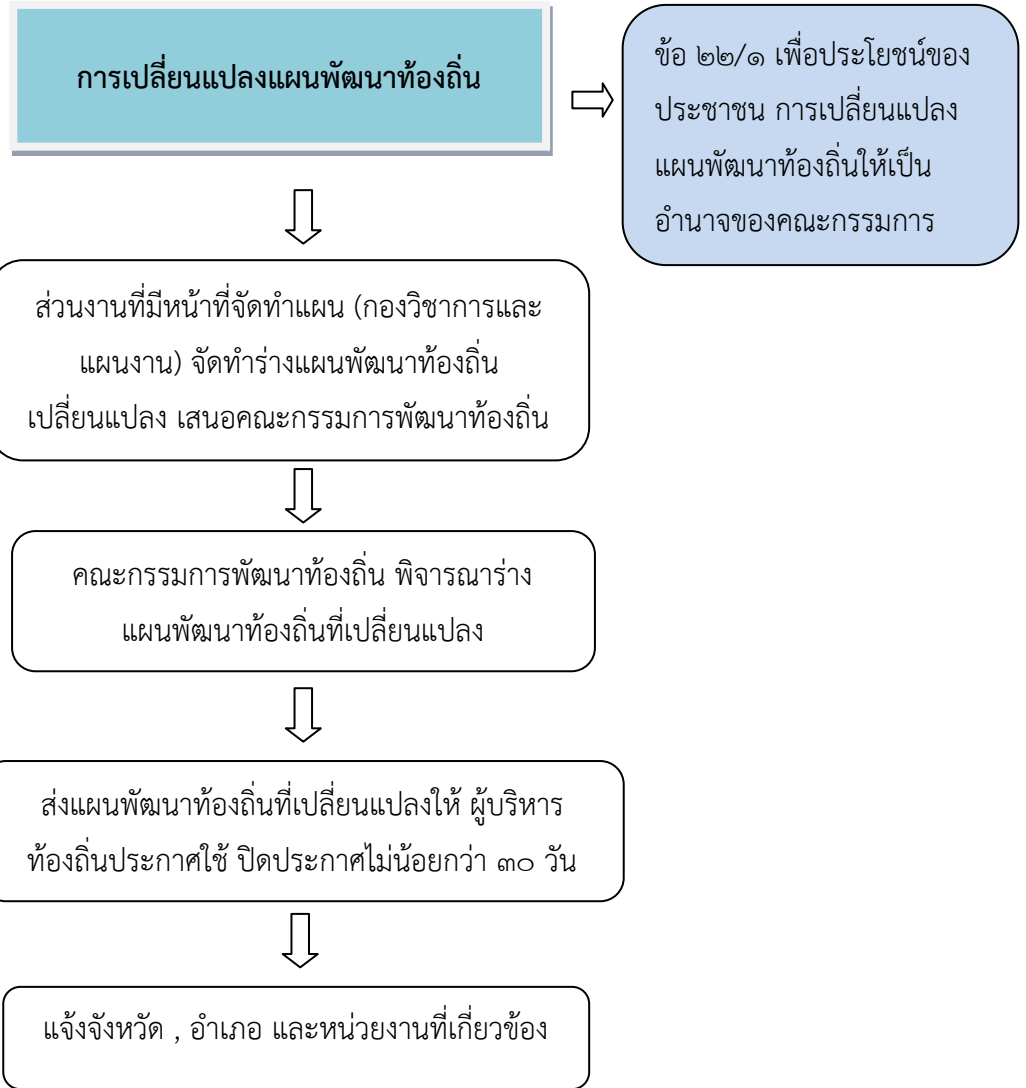 การเปลี่ยนแปลงแผนพัฒนาท้องถิ่น
ข้อ ๒๒/๑ เพื่อประโยชน์ของ
ประชาชน การเปลี่ยนแปลง
แผนพัฒนาท้องถิ่นให้เป็น
อำนาจของคณะกรรมการ
ส่วนงานที่มีหน้าที่จัดทำแผน (กองวิชาการและ
แผนงาน) จัดทำร่างแผนพัฒนาท้องถิ่น
เปลี่ยนแปลง เสนอคณะกรรมการพัฒนาท้องถิ่น
คณะกรรมการพัฒนาท้องถิ่น พิจารณาร่าง
แผนพัฒนาท้องถิ่นที่เปลี่ยนแปลง
ส่งแผนพัฒนาท้องถิ่นที่เปลี่ยนแปลงให้ ผู้บริหาร
ท้องถิ่นประกาศใช้ ปิดประกาศไม่น้อยกว่า ๓๐ วัน
แจ้งจังหวัด , อำเภอ และหน่วยงานที่เกี่ยวข้อง